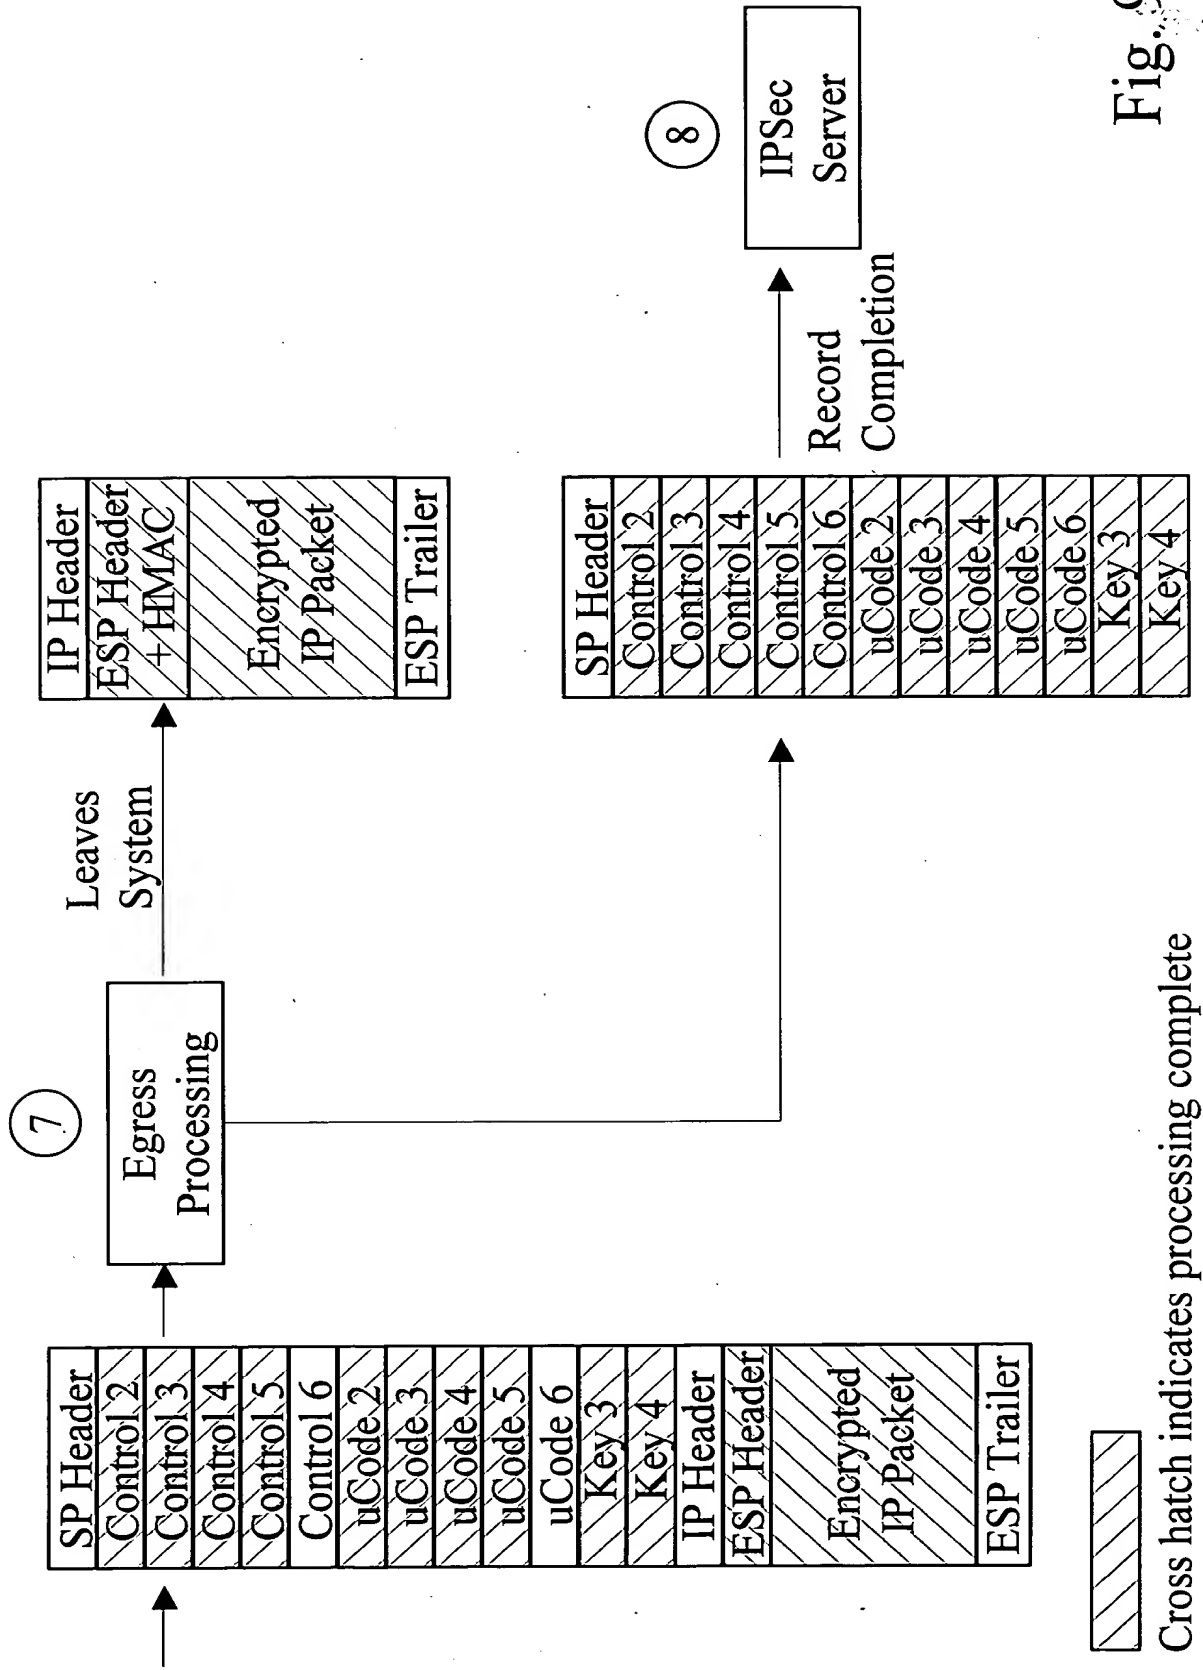 SP Header
Control 2
Control 3
Control 4
Control 5
Control 6
uCode 2
uCode 3
uCode 4
uCode 5
uCode 6
Key 3
Key 4
IP Header
ESP Header
Encrypted
IP Packet
ESP Trailer
7
Egress
Processing
Leaves
System
IP Header
ESP Header
+ HMAC
Encrypted
IP Packet
ESP Trailer
SP Header
Control 2
Control 3
Control 4
Control 5
Control 6
uCode 2
uCode 3
uCode 4
uCode 5
uCode 6
Key 3
Key 4
Record
Completion
8
IPSec
Server
Cross hatch indicates processing complete
Fig.